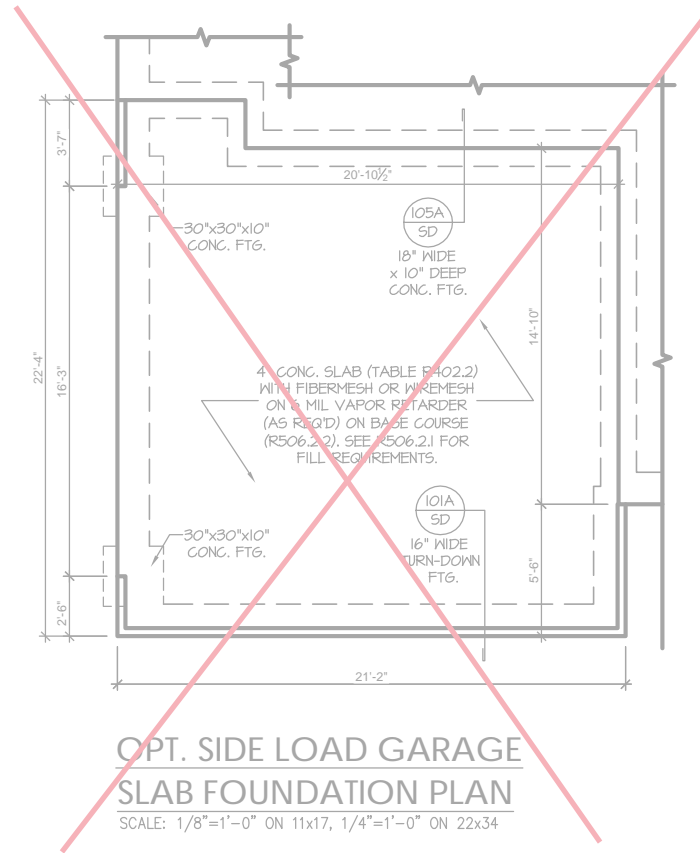 3'-7"
20'-10½"
30"x30"x10"
CONC. FTG.
105A
SD
18" WIDE
x 10" DEEP
CONC. FTG.
14'-10"
22'-4"
16'-3"
4" CONC. SLAB (TABLE R402.2)
WITH FIBERMESH OR WIREMESH
ON 6 MIL VAPOR RETARDER
(AS REQ'D) ON BASE COURSE
(R506.2.2). SEE R506.2.1 FOR
FILL REQUIREMENTS.
101A
SD
30"x30"x10"
CONC. FTG.
16" WIDE
TURN-DOWN
FTG.
5'-6"
2'-6"
21'-2"
OPT. SIDE LOAD GARAGE
SLAB FOUNDATION PLAN
SCALE: 1/8"=1'-0" ON 11x17, 1/4"=1'-0" ON 22x34